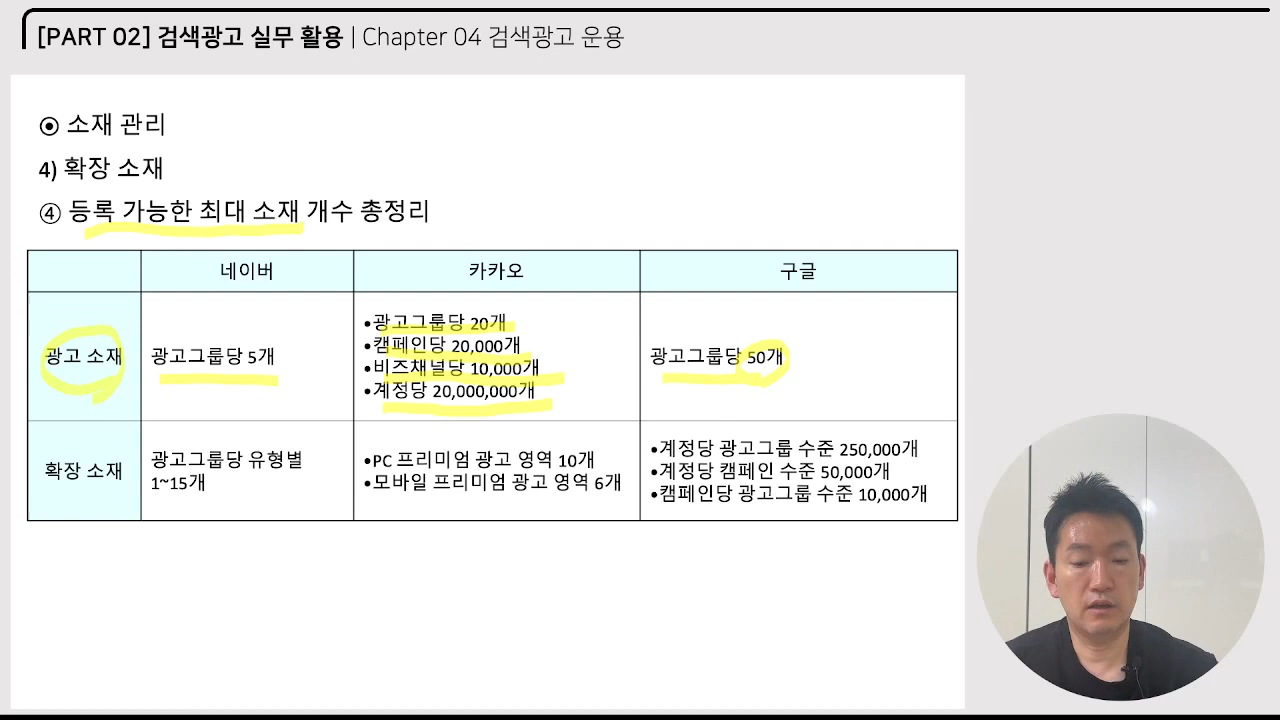 [PART 02] 검색광고 실무 활용 | Chapter 04 검색광고 운용
⦿ 소재 관리
4) 확장 소재
④ 등록 가능한 최대 소재 개수 총정리
네이버 카카오 구글
광고 소재
광고그룹당 5개
•광고그룹당 20개
•캠페인당 20,000개
•비즈채널당 10,000개
•계정당 20,000,000개
광고그룹당 50개
확장 소재
광고그룹당 유형별
1~15개
•PC 프리미엄 광고 영역 10개
•모바일 프리미엄 광고 영역 6개
•계정당 광고그룹 수준 250,000개
•계정당 캠페인 수준 50,000개
•캠페인당 광고그룹 수준 10,000개